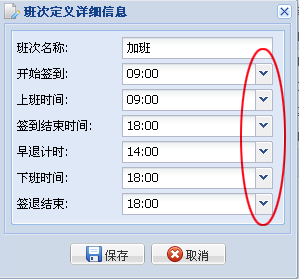 班次定义详细信息
班次名称: 加班
开始签到: 09:00
上班时间: 09:00
签到结束时间: 18:00
早退计时: 14:00
下班时间: 18:00
签退结束: 18:00
保存 取消